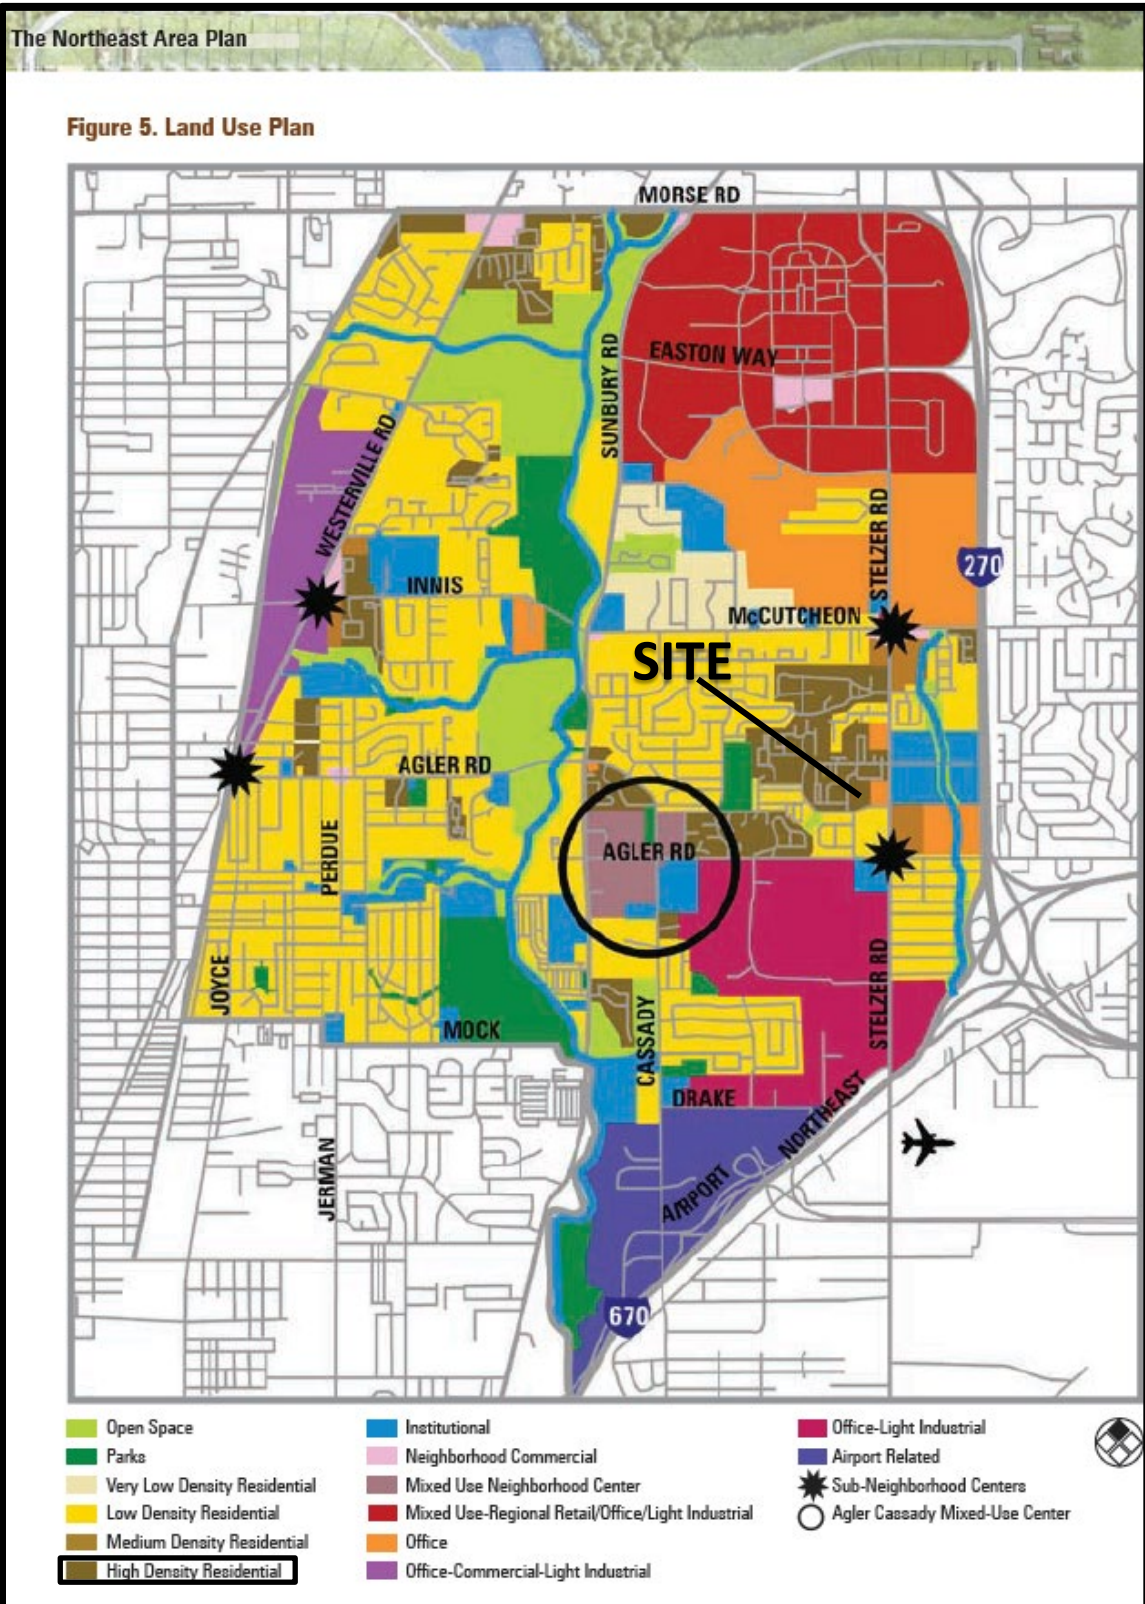 The Northeast Area Plan
Figure 5. Land Use Plan
MORSE RD
EASTON WAY
SUNBURY RD
WESTERVILLE RD
STELZER RD
270
INNIS
McCUTCHEON
SITE
AGLER RD
AGLER RD
PERDUE
JOYCE
STELZER RD
MOCK
CASSADY
DRAKE
NORTHEAST
AIRPORT
JERMAN
670
Open Space
Parks
Very Low Density Residential
Low Density Residential
Medium Density Residential
High Density Residential
Institutional
Neighborhood Commercial
Mixed Use Neighborhood Center
Mixed Use-Regional Retail/Office/Light Industrial
Office
Office-Commercial-Light Industrial
Office-Light Industrial
Airport Related
Sub-Neighborhood Centers
Agler Cassady Mixed-Use Center